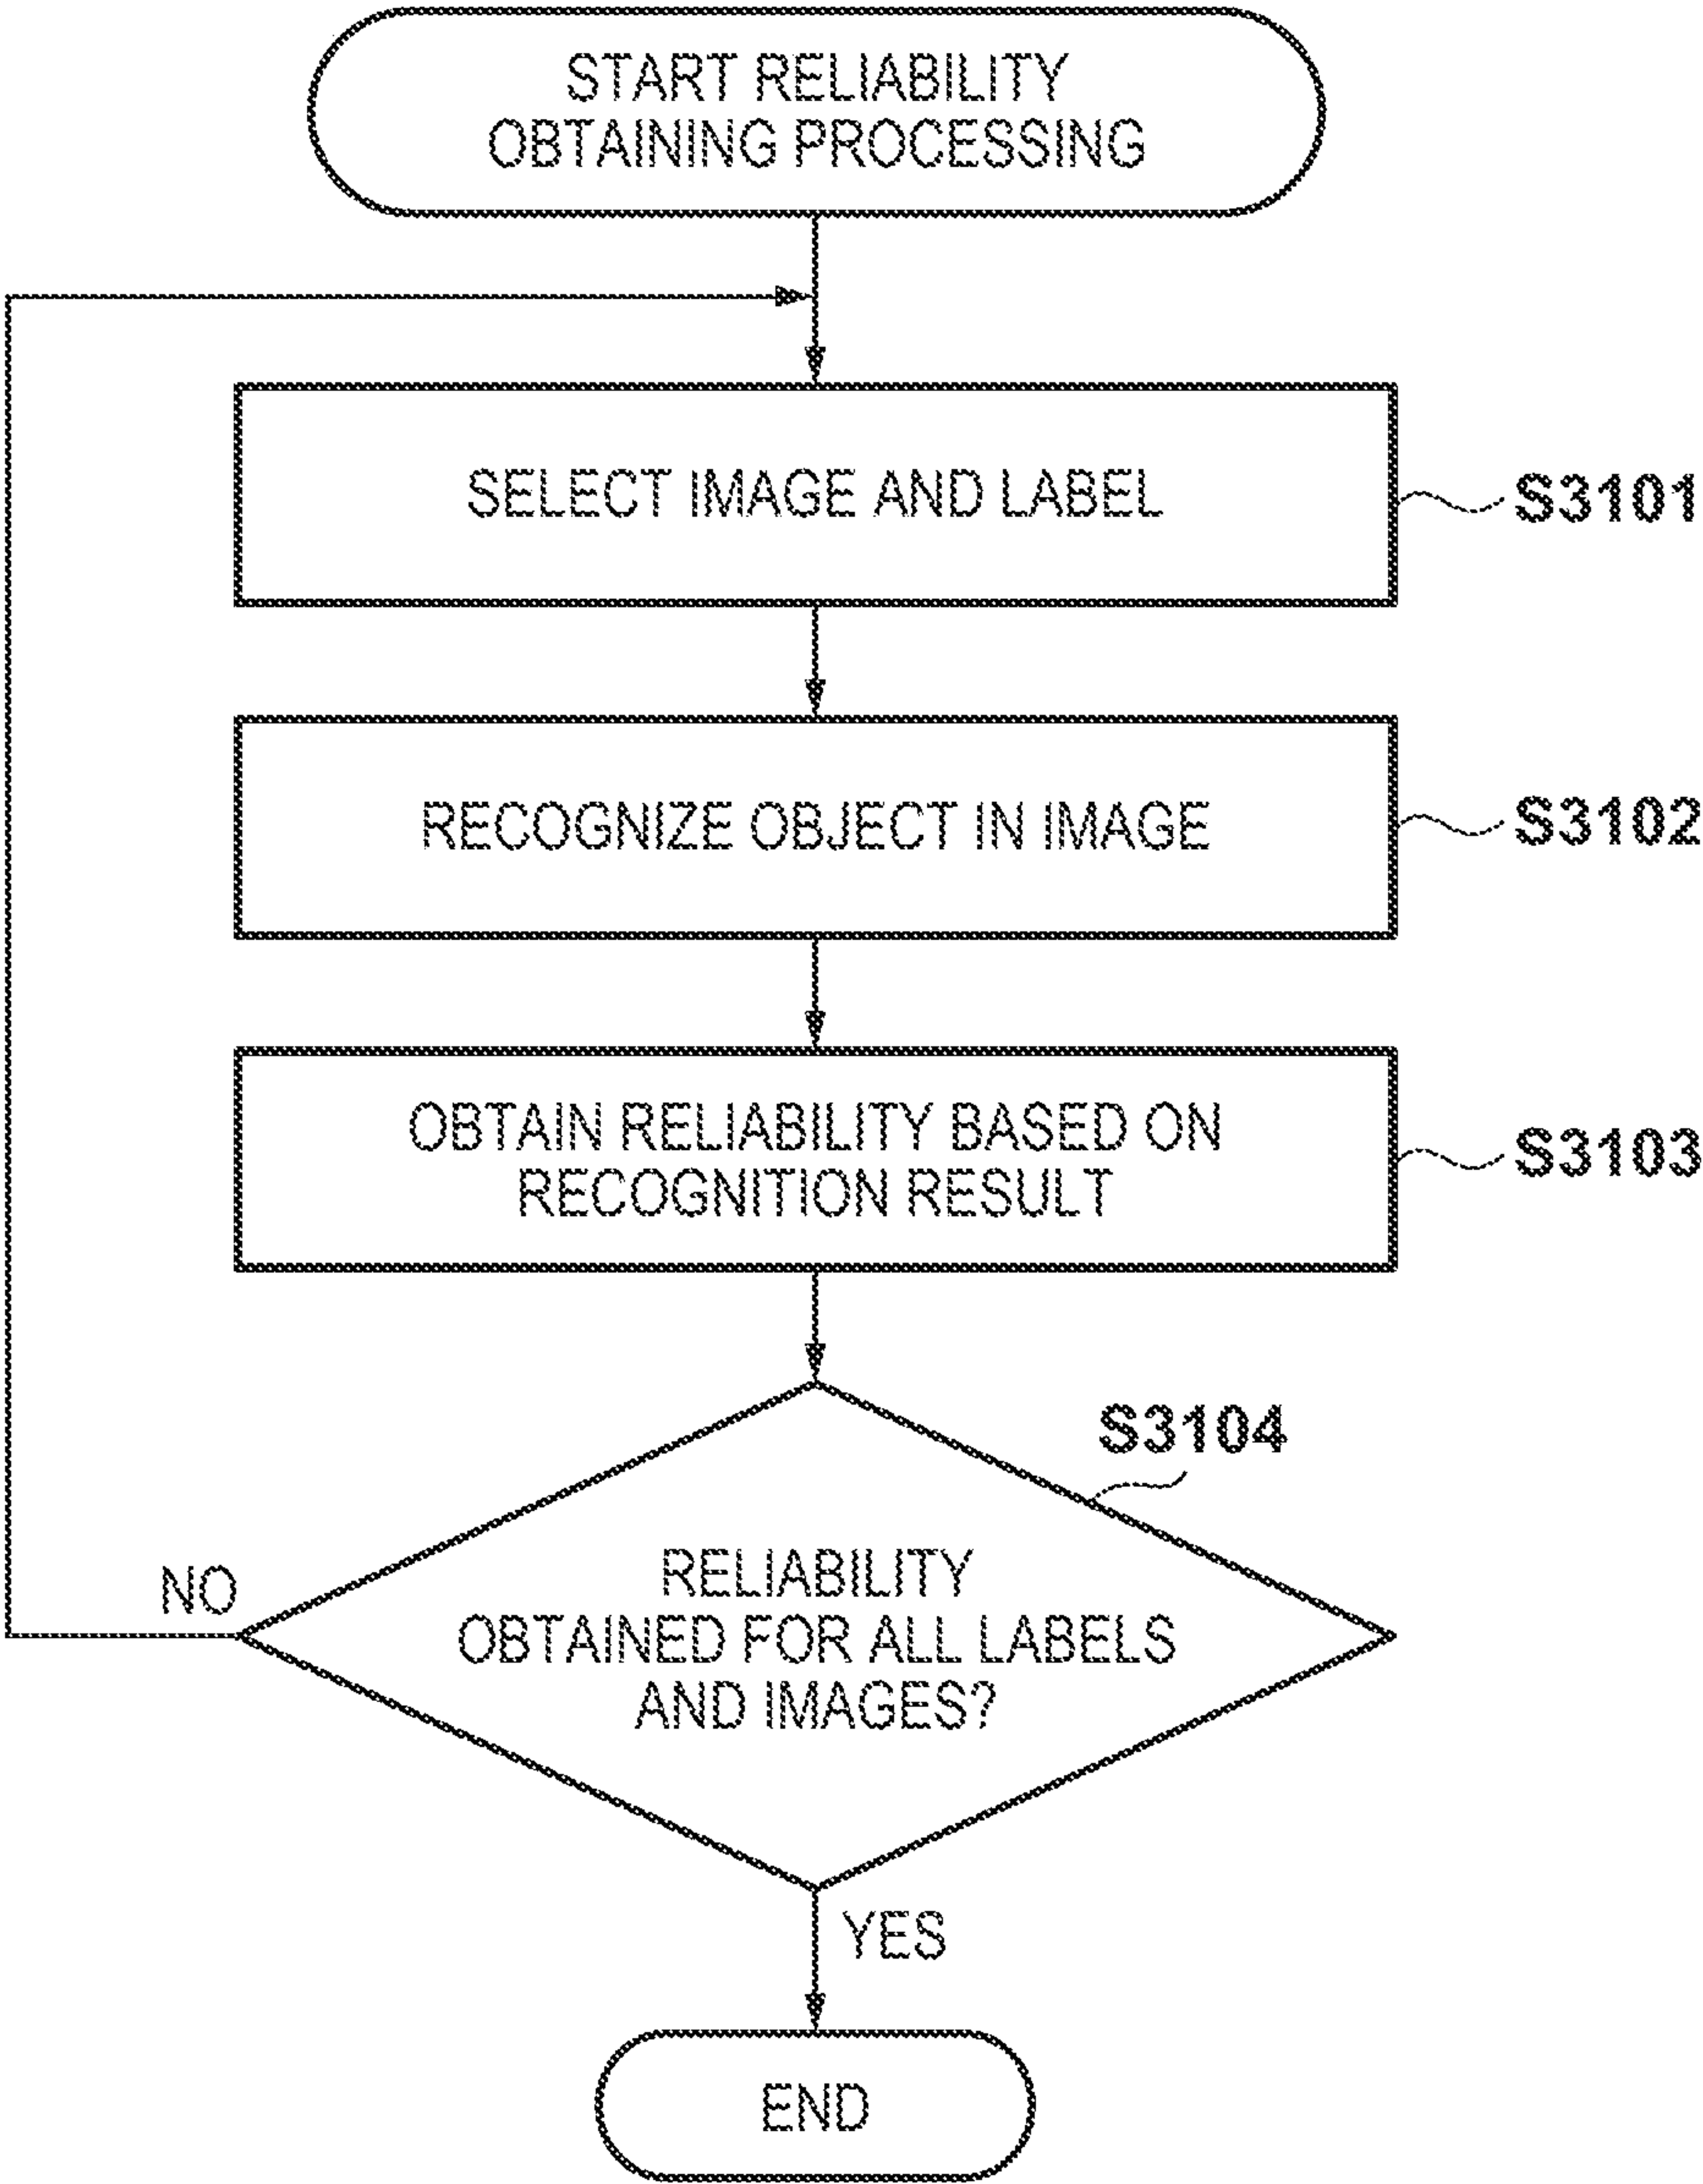 START RELIABILITY
OBTAINING PROCESSING
SELECT IMAGE AND LABEL
S3101
RECOGNIZE OBJECT IN IMAGE
S3102
OBTAIN RELIABILITY BASED ON
RECOGNITION RESULT
S3103
S3104
RELIABILITY
OBTAINED FOR ALL LABELS
AND IMAGES?
NO
YES
END